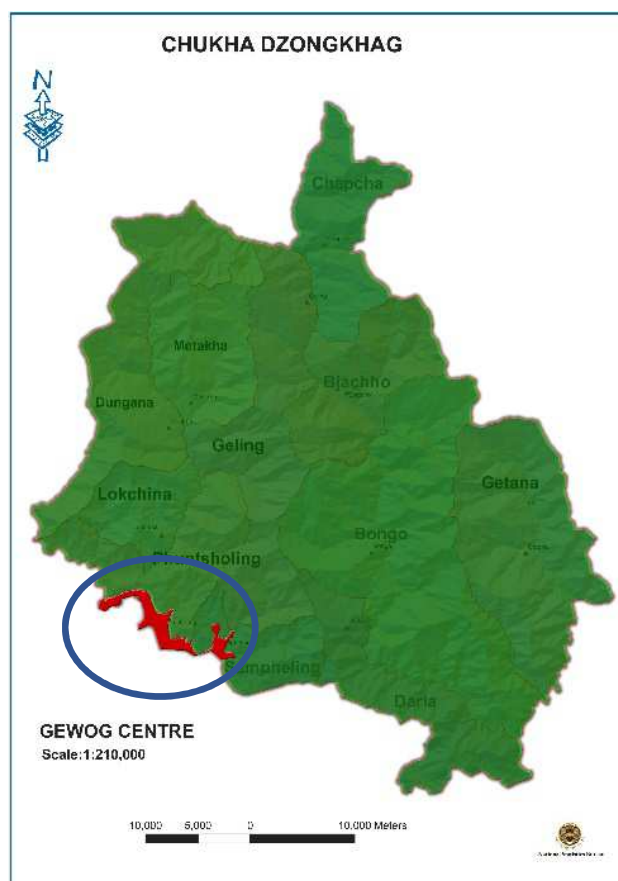 CHUKHA DZONGKHAG
N
Chapcha
Metakha
Bjachho
Dungana
Geling
Lokchina
Getana
Bongo
Phuntsholing
Sampheling
Darla
GEWOG CENTRE
Scale:1:210,000
10,000 5,000 0 10,000 Meters